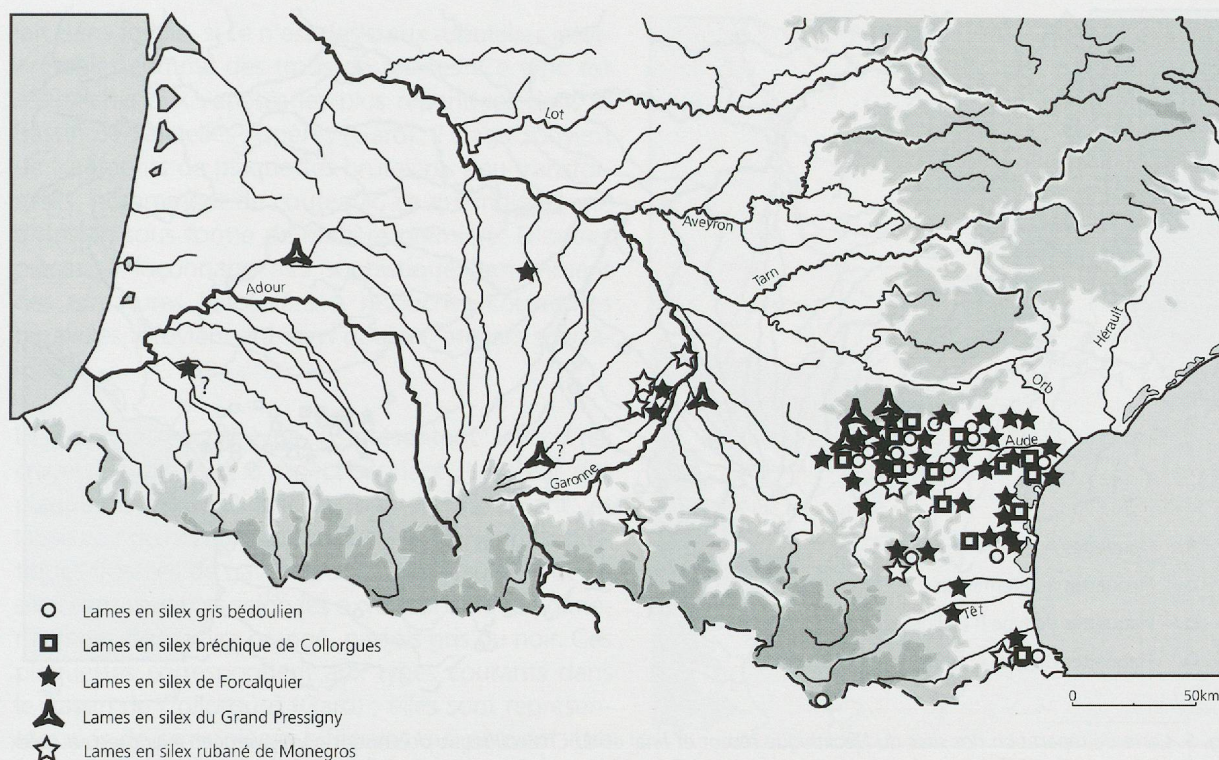 Lot
Aveyron
Tarn
Adour
Hérault
Orb
?
Aude
?
Garonne
Têt
Lames en silex gris bédoulien
Lames en silex bréchique de Collorgues
Lames en silex de Forcalquier
Lames en silex du Grand Pressigny
Lames en silex rubané de Monegros
0 50km